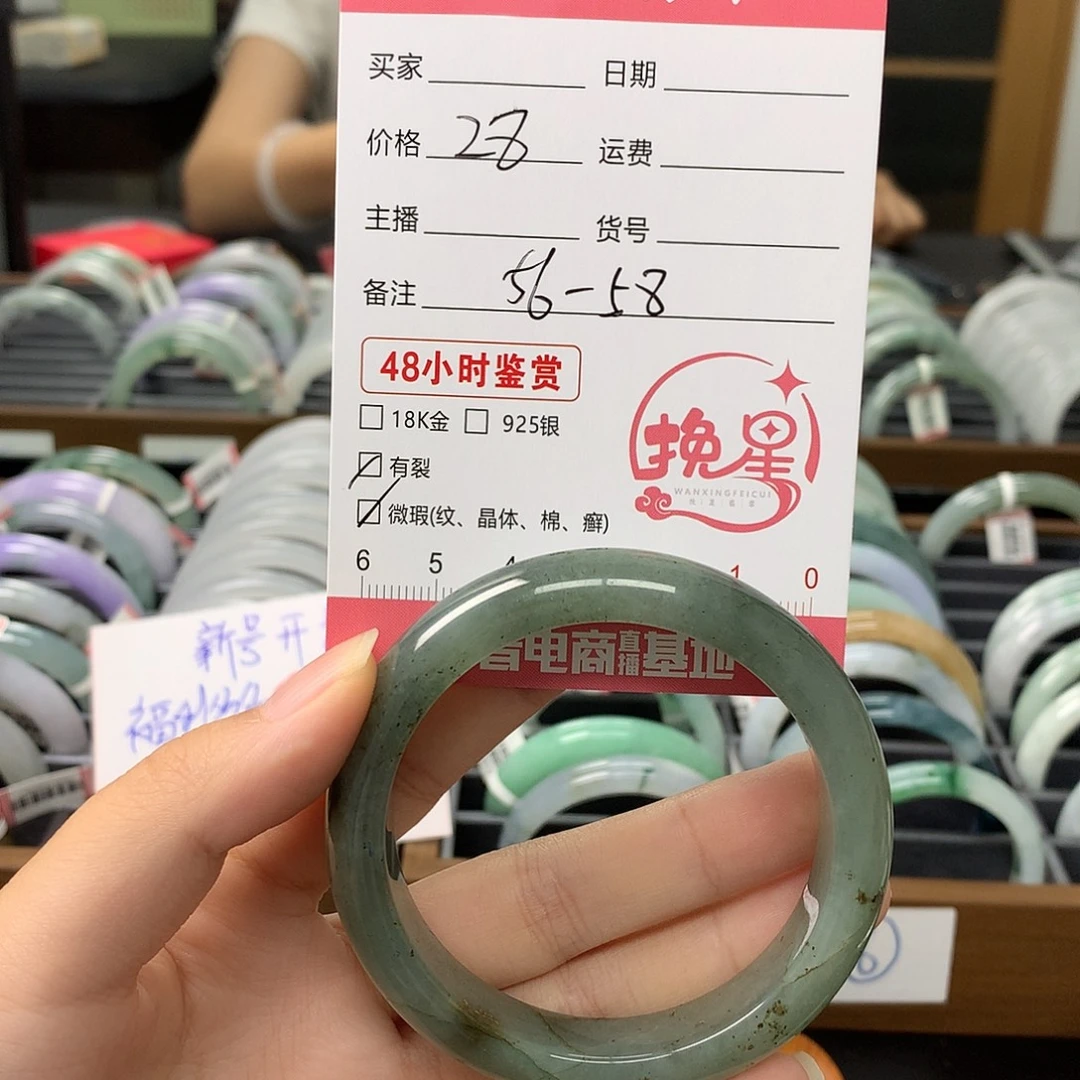 买家 日期
价格 28 运费
主播 货号
备注 56-58
48小时鉴赏
□ 18K金 □ 925银
☑ 有裂
☑ 微瑕(纹、晶体、棉、癣)
挽星
WANXINGFEICUI
6 5 4 1 0
电商直播基地
新号开